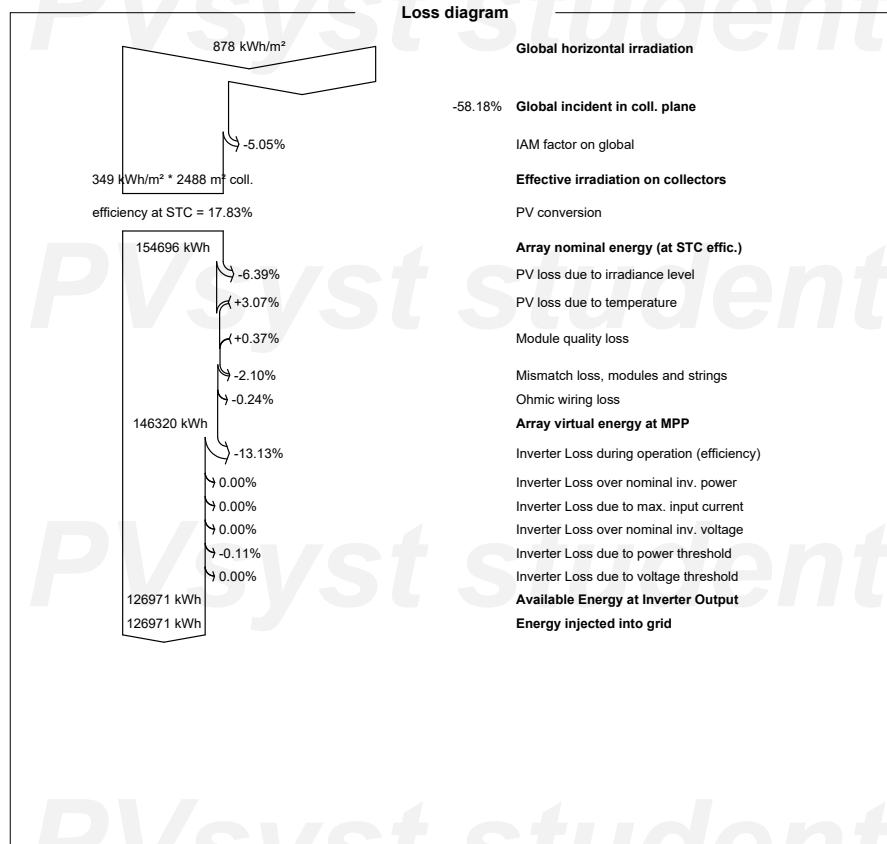 Loss diagram
PVsyst student
878 kWh/m² Global horizontal irradiation
-58.18% Global incident in coll. plane
-5.05% IAM factor on global
349 kWh/m² * 2488 m² coll. Effective irradiation on collectors
efficiency at STC = 17.83% PV conversion
154696 kWh Array nominal energy (at STC effic.)
PVsyst student
-6.39% PV loss due to irradiance level
+3.07% PV loss due to temperature
+0.37% Module quality loss
-2.10% Mismatch loss, modules and strings
-0.24% Ohmic wiring loss
146320 kWh Array virtual energy at MPP
-13.13% Inverter Loss during operation (efficiency)
0.00% Inverter Loss over nominal inv. power
0.00% Inverter Loss due to max. input current
0.00% Inverter Loss over nominal inv. voltage
-0.11% Inverter Loss due to power threshold
PVsyst student
0.00% Inverter Loss due to voltage threshold
126971 kWh Available Energy at Inverter Output
126971 kWh Energy injected into grid
PVsyst student